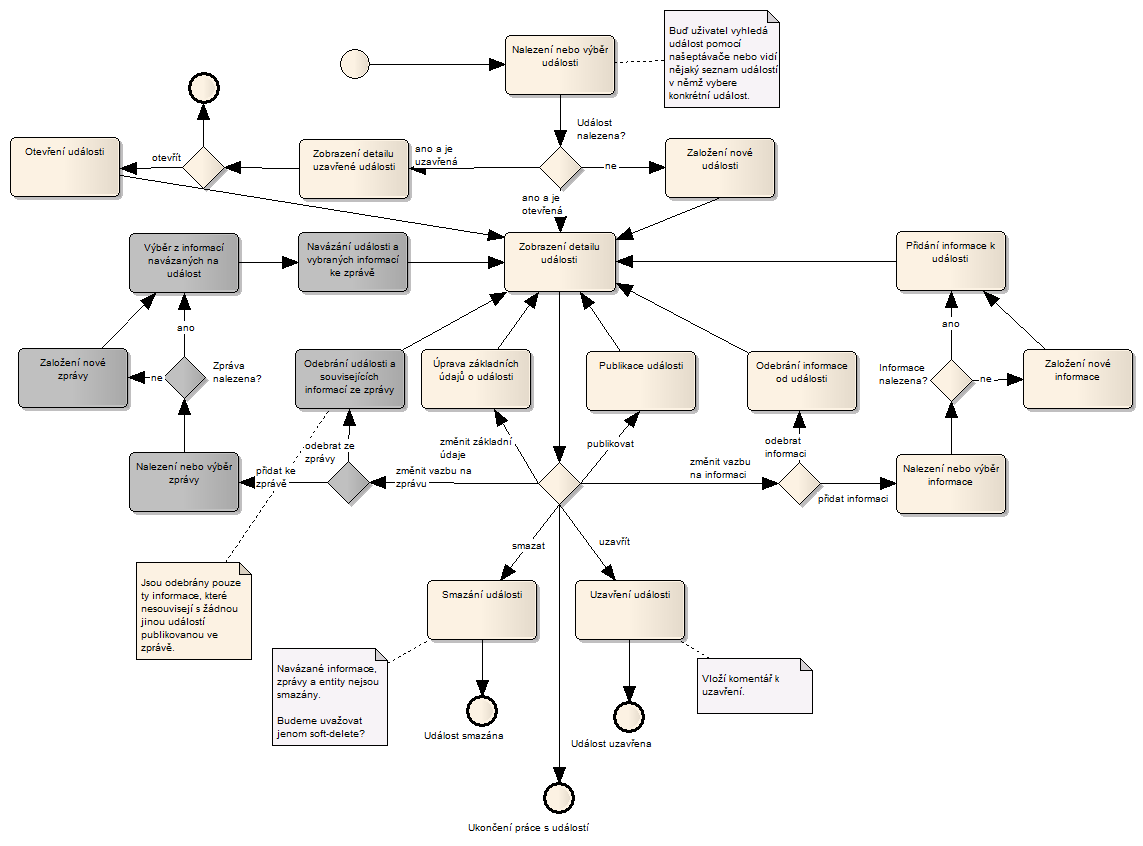 Nalezení nebo výběr
události
Buď uživatel vyhledá
událost pomocí
našeptávače nebo vidí
nějaký seznam událostí
v němž vybere
konkrétní událost.
Událost
nalezena?
Otevření události
otevřít
Zobrazení detailu
uzavřené události
ano a je
uzavřená
ne
Založení nové
události
ano a je
otevřená
Výběr z informací
navázaných na
událost
Navázání události a
vybraných informací
ke zprávě
Zobrazení detailu
události
Přidání informace k
události
ano
ano
Založení nové
zprávy
ne
Zpráva
nalezena?
Odebrání události a
souvisejících
informací ze zprávy
Úprava základních
údajů o události
Publikace události
Odebrání informace
od události
Informace
nalezena?
ne
Založení nové
informace
Nalezení nebo výběr
zprávy
přidat ke
zprávě
odebrat ze
zprávy
změnit vazbu na
zprávu
změnit základní
údaje
publikovat
změnit vazbu
na informaci
odebrat
informaci
přidat informaci
Nalezení nebo výběr
informace
smazat
uzavřít
Jsou odebrány pouze
ty informace, které
nesouvisejí s žádnou
jinou událostí
publikovanou ve
zprávě.
Smazání události
Uzavření události
Navázané informace,
zprávy a entity nejsou
smazány.
Budeme uvažovat
jenom soft-delete?
Vloží komentář k
uzavření.
Událost smazána
Událost uzavřena
Ukončení práce s událostí